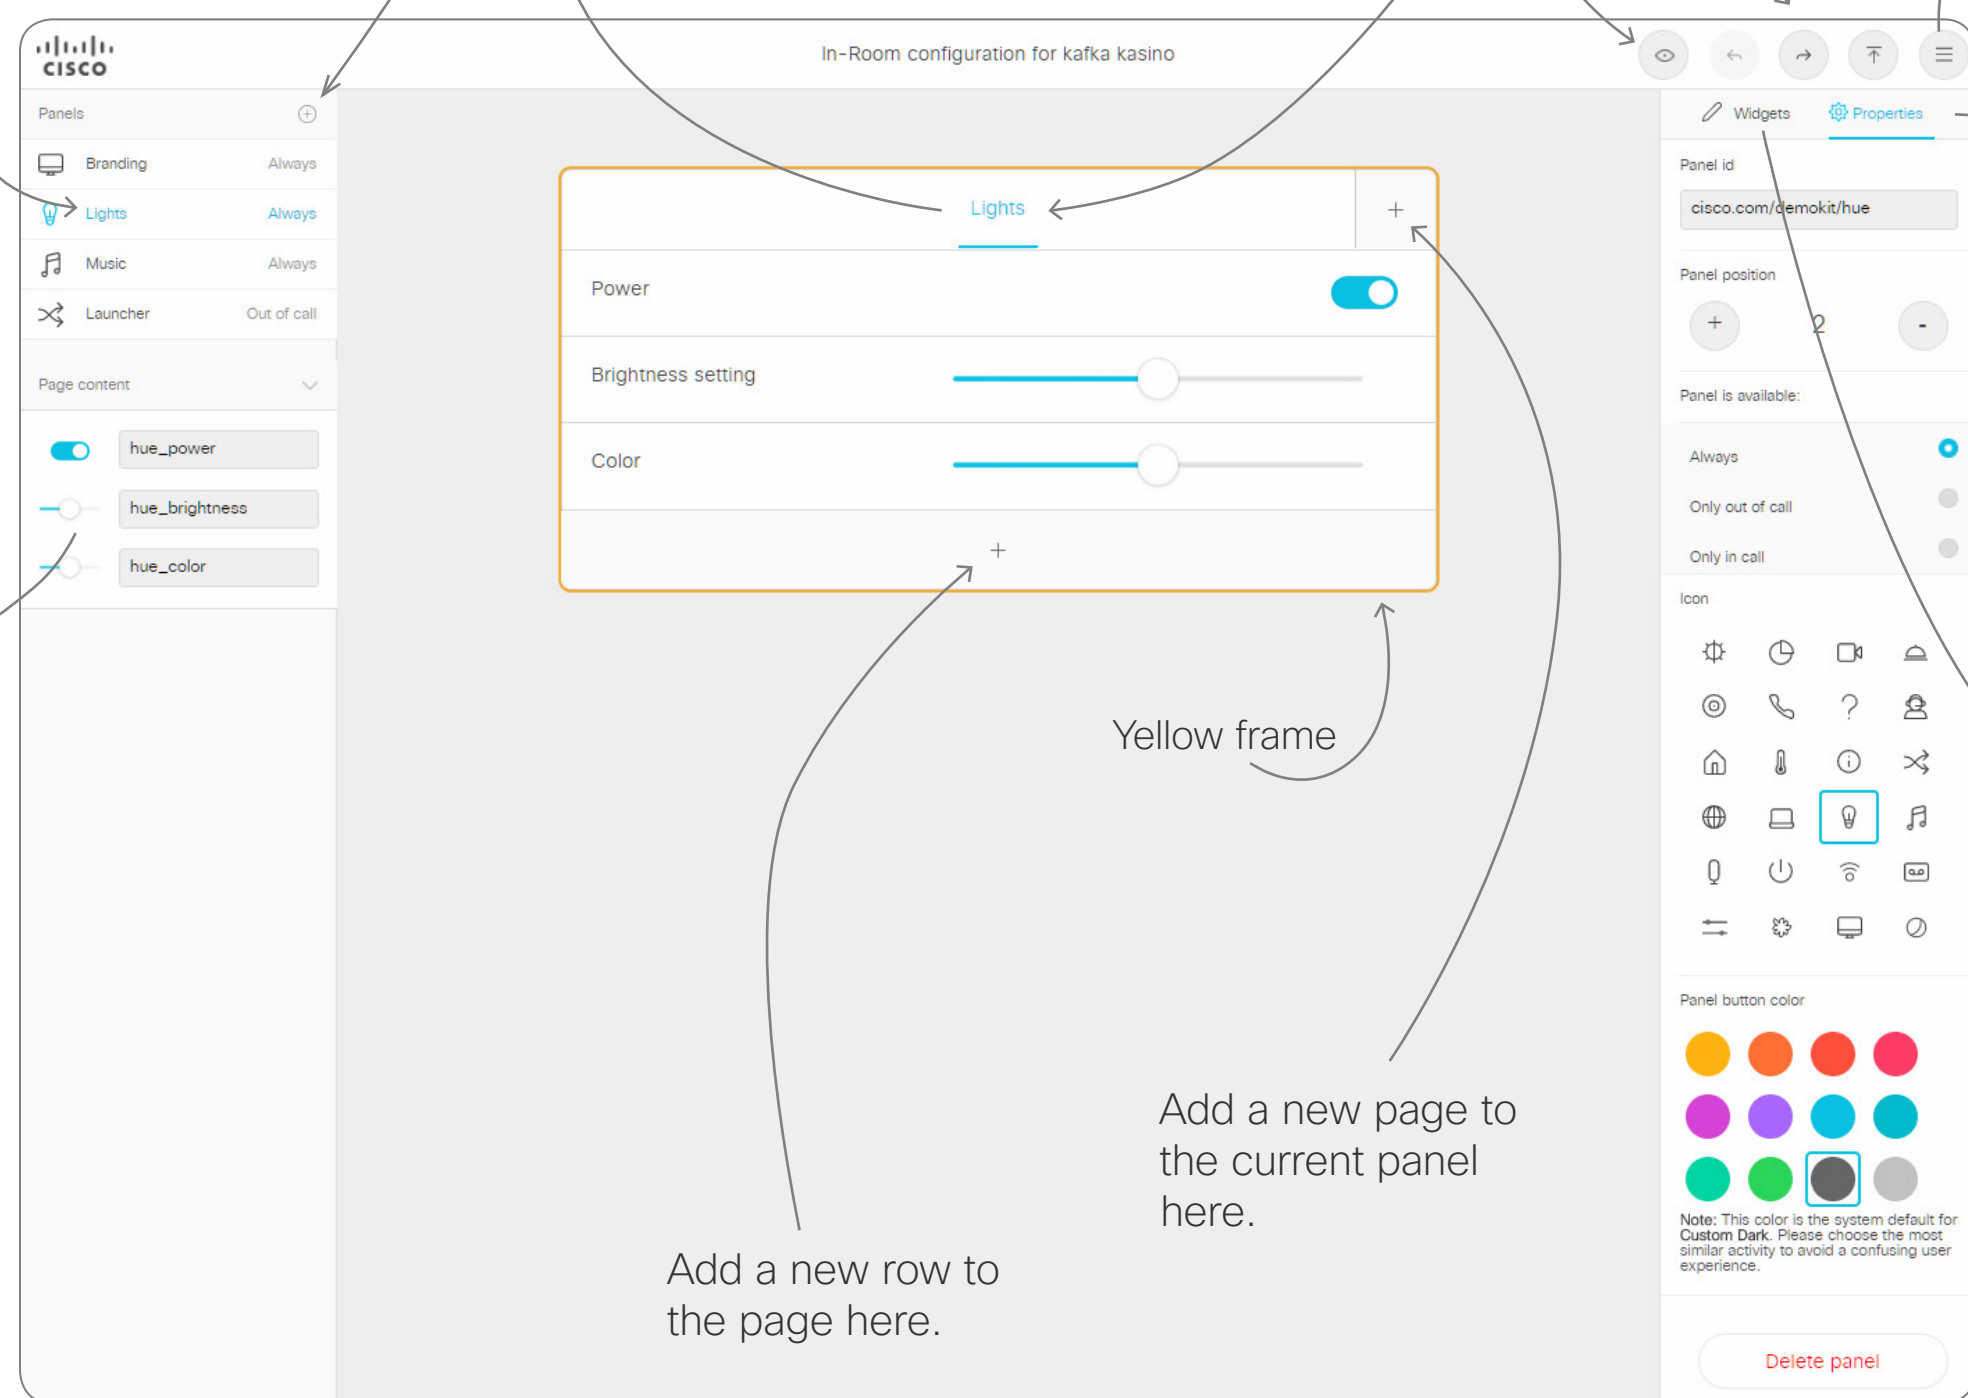 CISCO
In-Room configuration for kafka kasino
Panels
Branding Always
Lights Always
Music Always
Launcher Out of call
Page content
hue_power
hue_brightness
hue_color
Lights +
Power
Brightness setting
Color
+
Yellow frame
Add a new page to
the current panel
here.
Add a new row to
the page here.
Widgets Properties
Panel id
cisco.com/demokit/hue
Panel position
+ 2 -
Panel is available:
Always
Only out of call
Only in call
Icon
Panel button color
Note: This color is the system default for
Custom Dark. Please choose the most
similar activity to avoid a confusing user
experience.
Delete panel